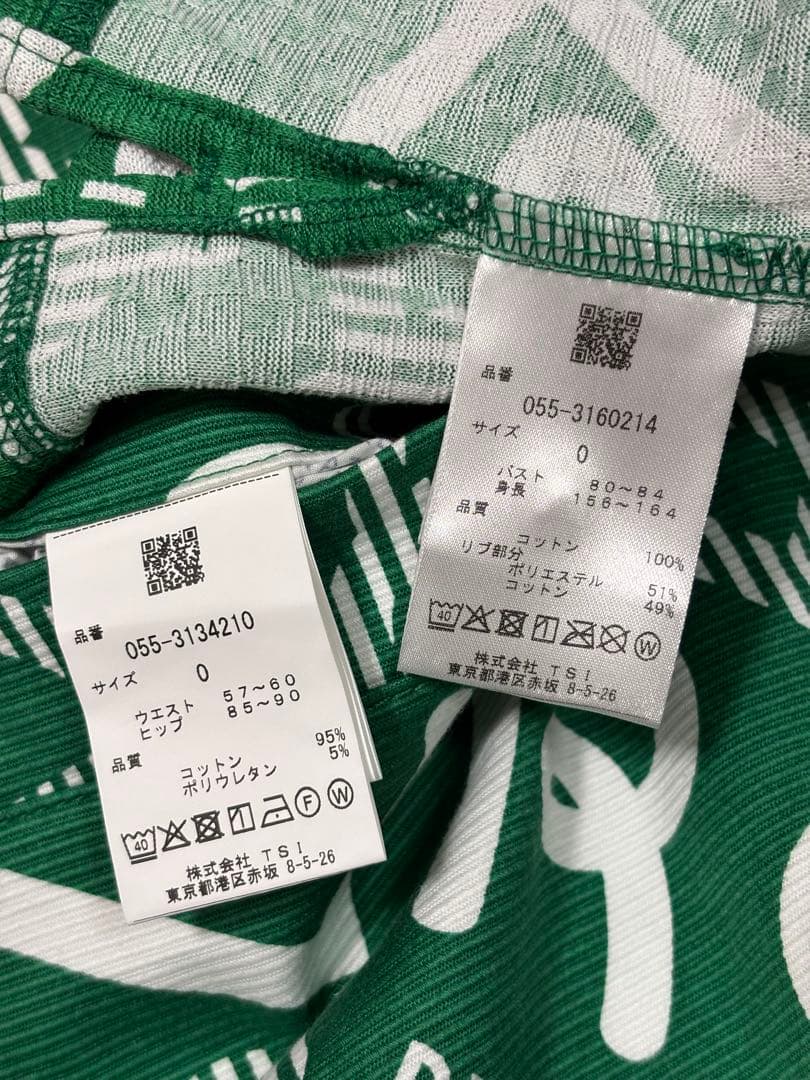 品番
055-3160214
サイズ
0
バスト 80~84
身長 156~164
品質
コットン 100%
リブ部分
ポリエステル 51%
コットン 49%
40 W
株式会社 TSI
東京都港区赤坂 8-5-26
品番
055-3134210
サイズ
0
ウエスト 57~60
ヒップ 85~90
品質
コットン 95%
ポリウレタン 5%
40 F W
株式会社 TSI
東京都港区赤坂 8-5-26